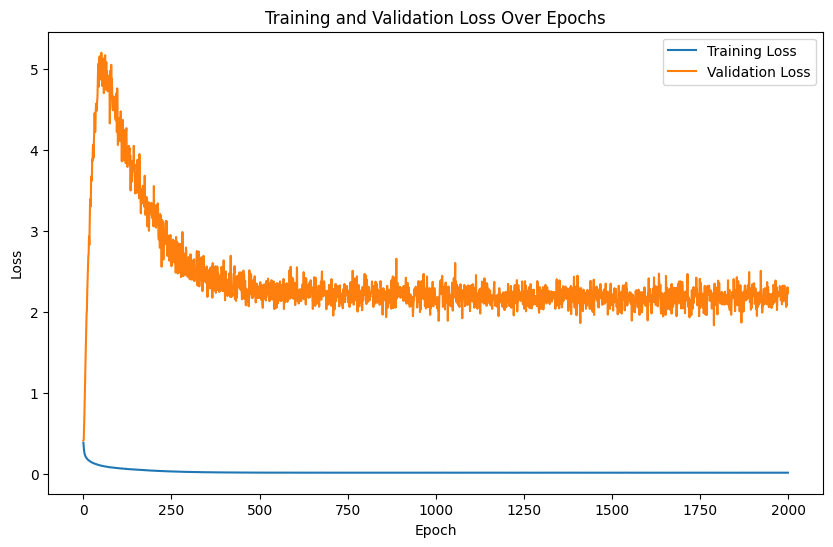 Training and Validation Loss Over Epochs
Training Loss
Validation Loss
5
4
3
2
1
0
Loss
0 250 500 750 1000 1250 1500 1750 2000
Epoch